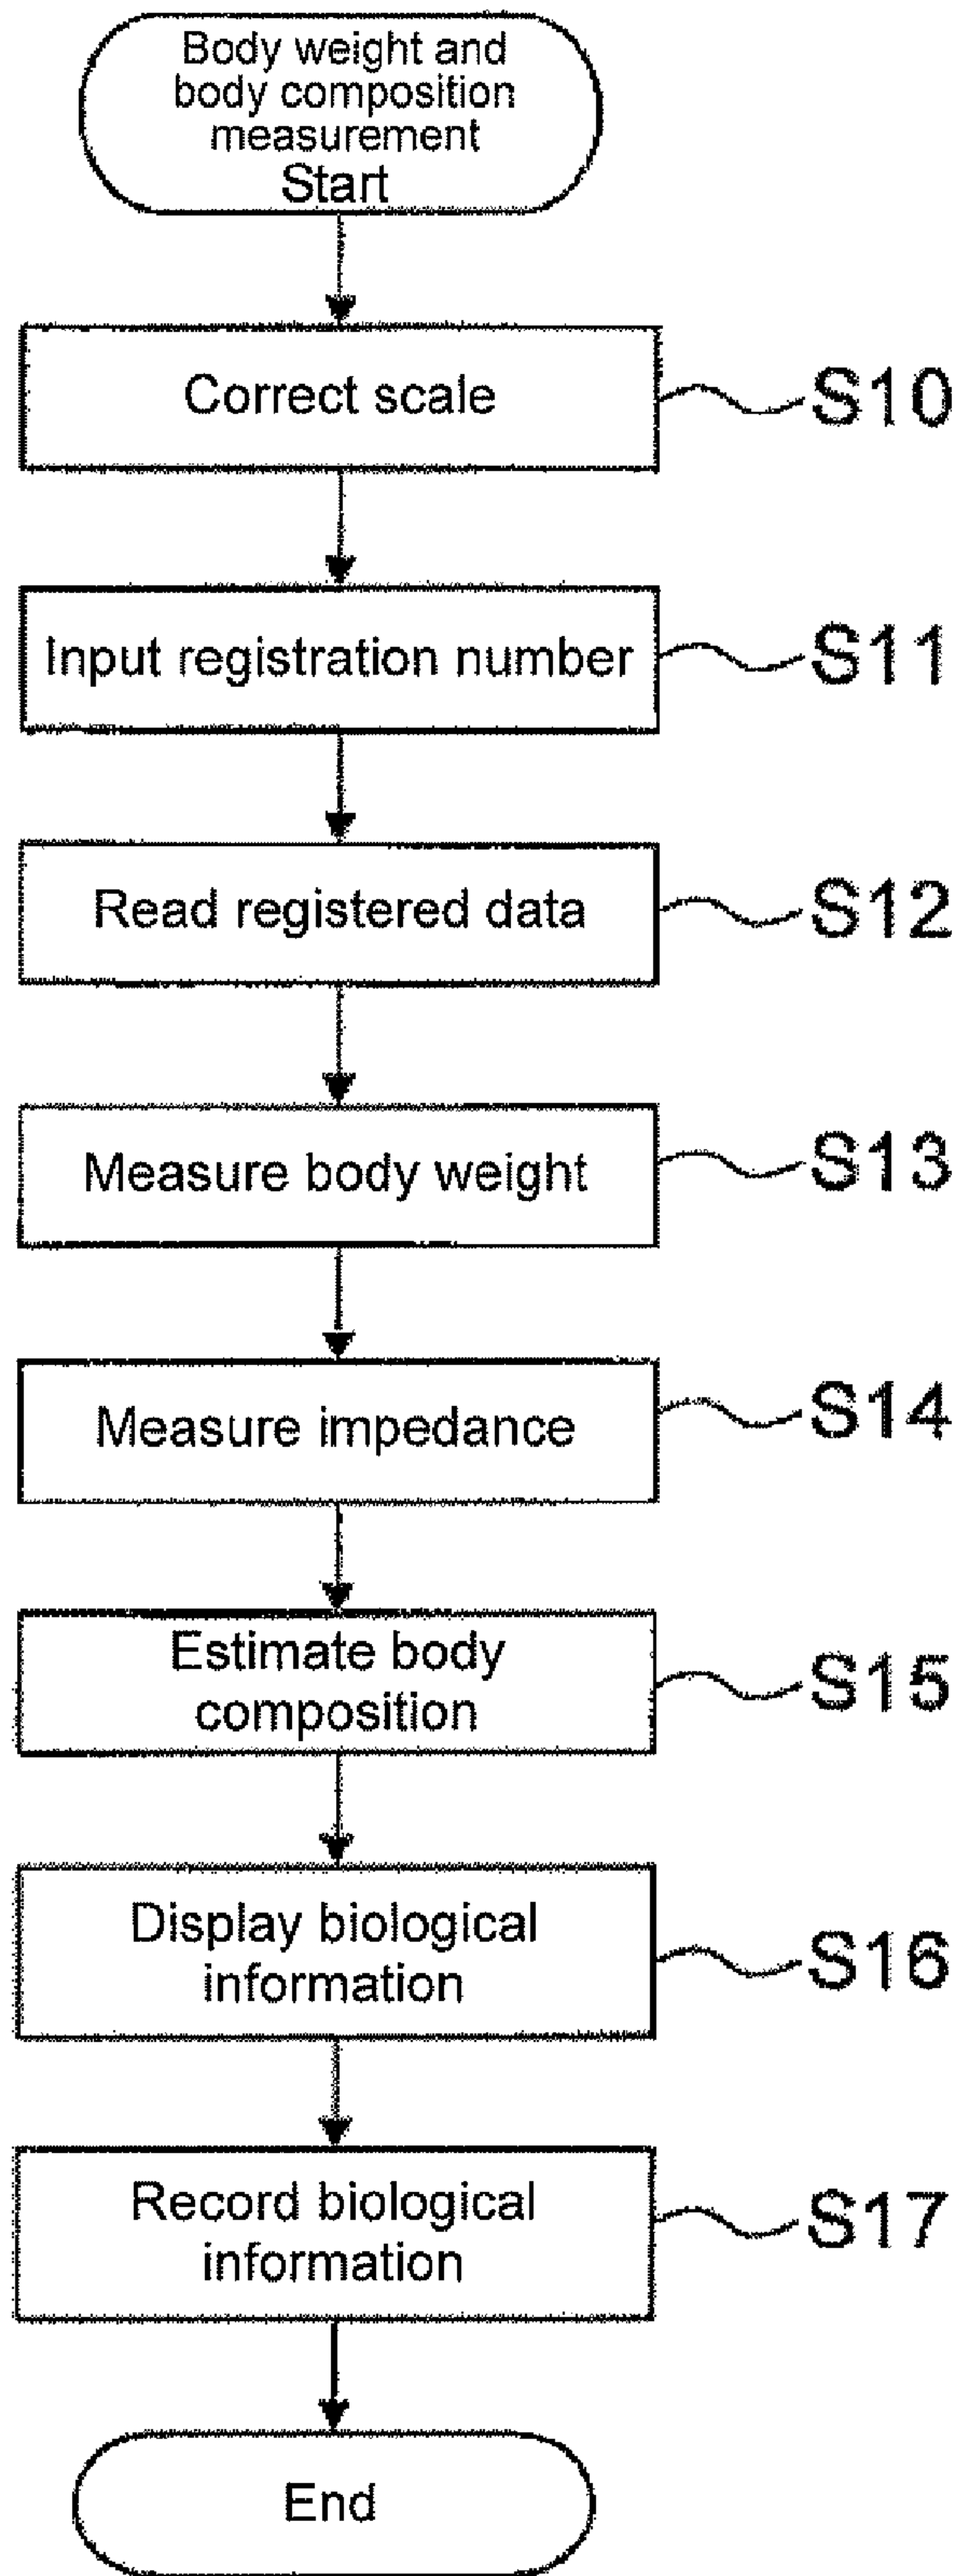 Body weight and
body composition
measurement
Start
Correct scale
S10
Input registration number
S11
Read registered data
S12
Measure body weight
S13
Measure impedance
S14
Estimate body
composition
S15
Display biological
information
S16
Record biological
information
S17
End